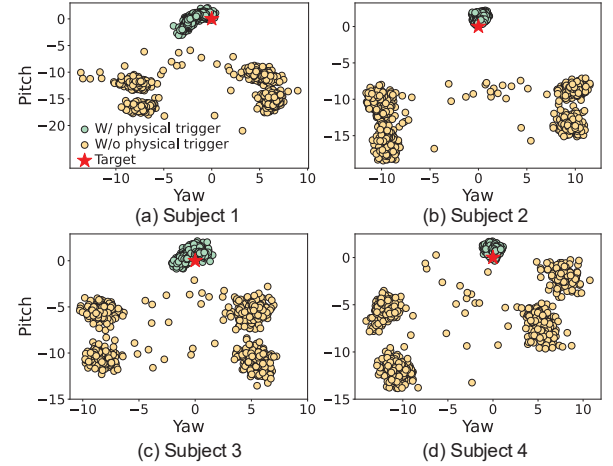 0
−5
−10
−15
−20
Pitch
W/ physical trigger
W/o physical trigger
Target
−10 −5 0 5 10
Yaw
(a) Subject 1
0
−5
−10
−15
−10 −5 0 5 10
Yaw
(b) Subject 2
0
−5
−10
−15
Pitch
−10 −5 0 5 10
Yaw
(c) Subject 3
0
−5
−10
−15
−10 −5 0 5 10
Yaw
(d) Subject 4